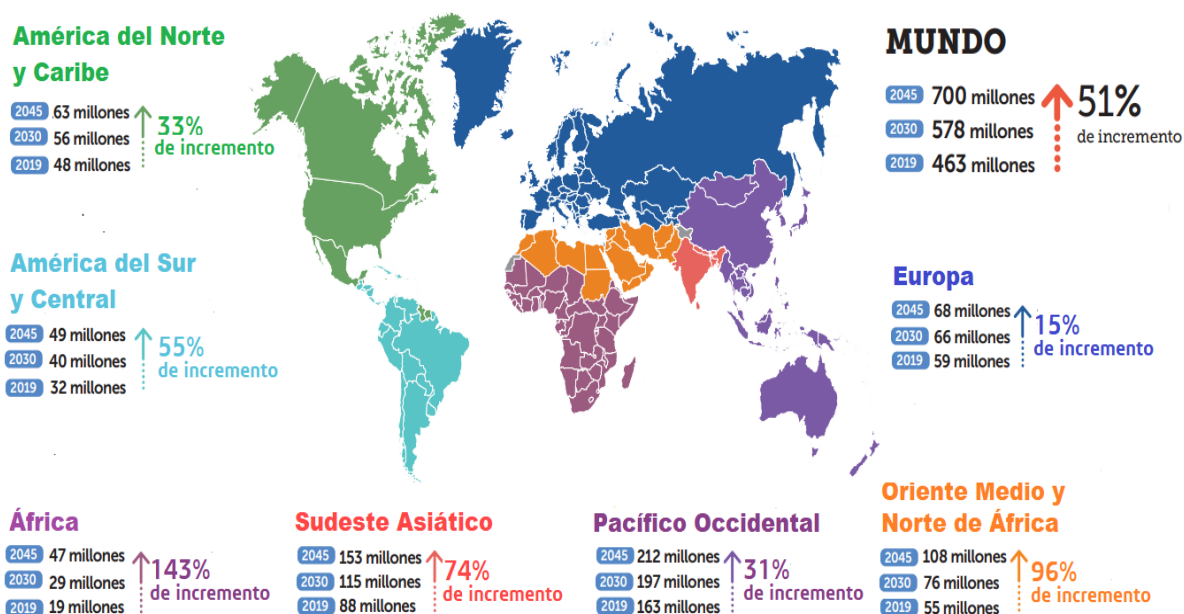 América del Norte
y Caribe
2045 63 millones
2030 56 millones
2019 48 millones
33%
de incremento
MUNDO
2045 700 millones
2030 578 millones
2019 463 millones
51%
de incremento
América del Sur
y Central
2045 49 millones
2030 40 millones
2019 32 millones
55%
de incremento
Europa
2045 68 millones
2030 66 millones
2019 59 millones
15%
de incremento
África
2045 47 millones
2030 29 millones
2019 19 millones
143%
de incremento
Sudeste Asiático
2045 153 millones
2030 115 millones
2019 88 millones
74%
de incremento
Pacífico Occidental
2045 212 millones
2030 197 millones
2019 163 millones
31%
de incremento
Oriente Medio y
Norte de África
2045 108 millones
2030 76 millones
2019 55 millones
96%
de incremento